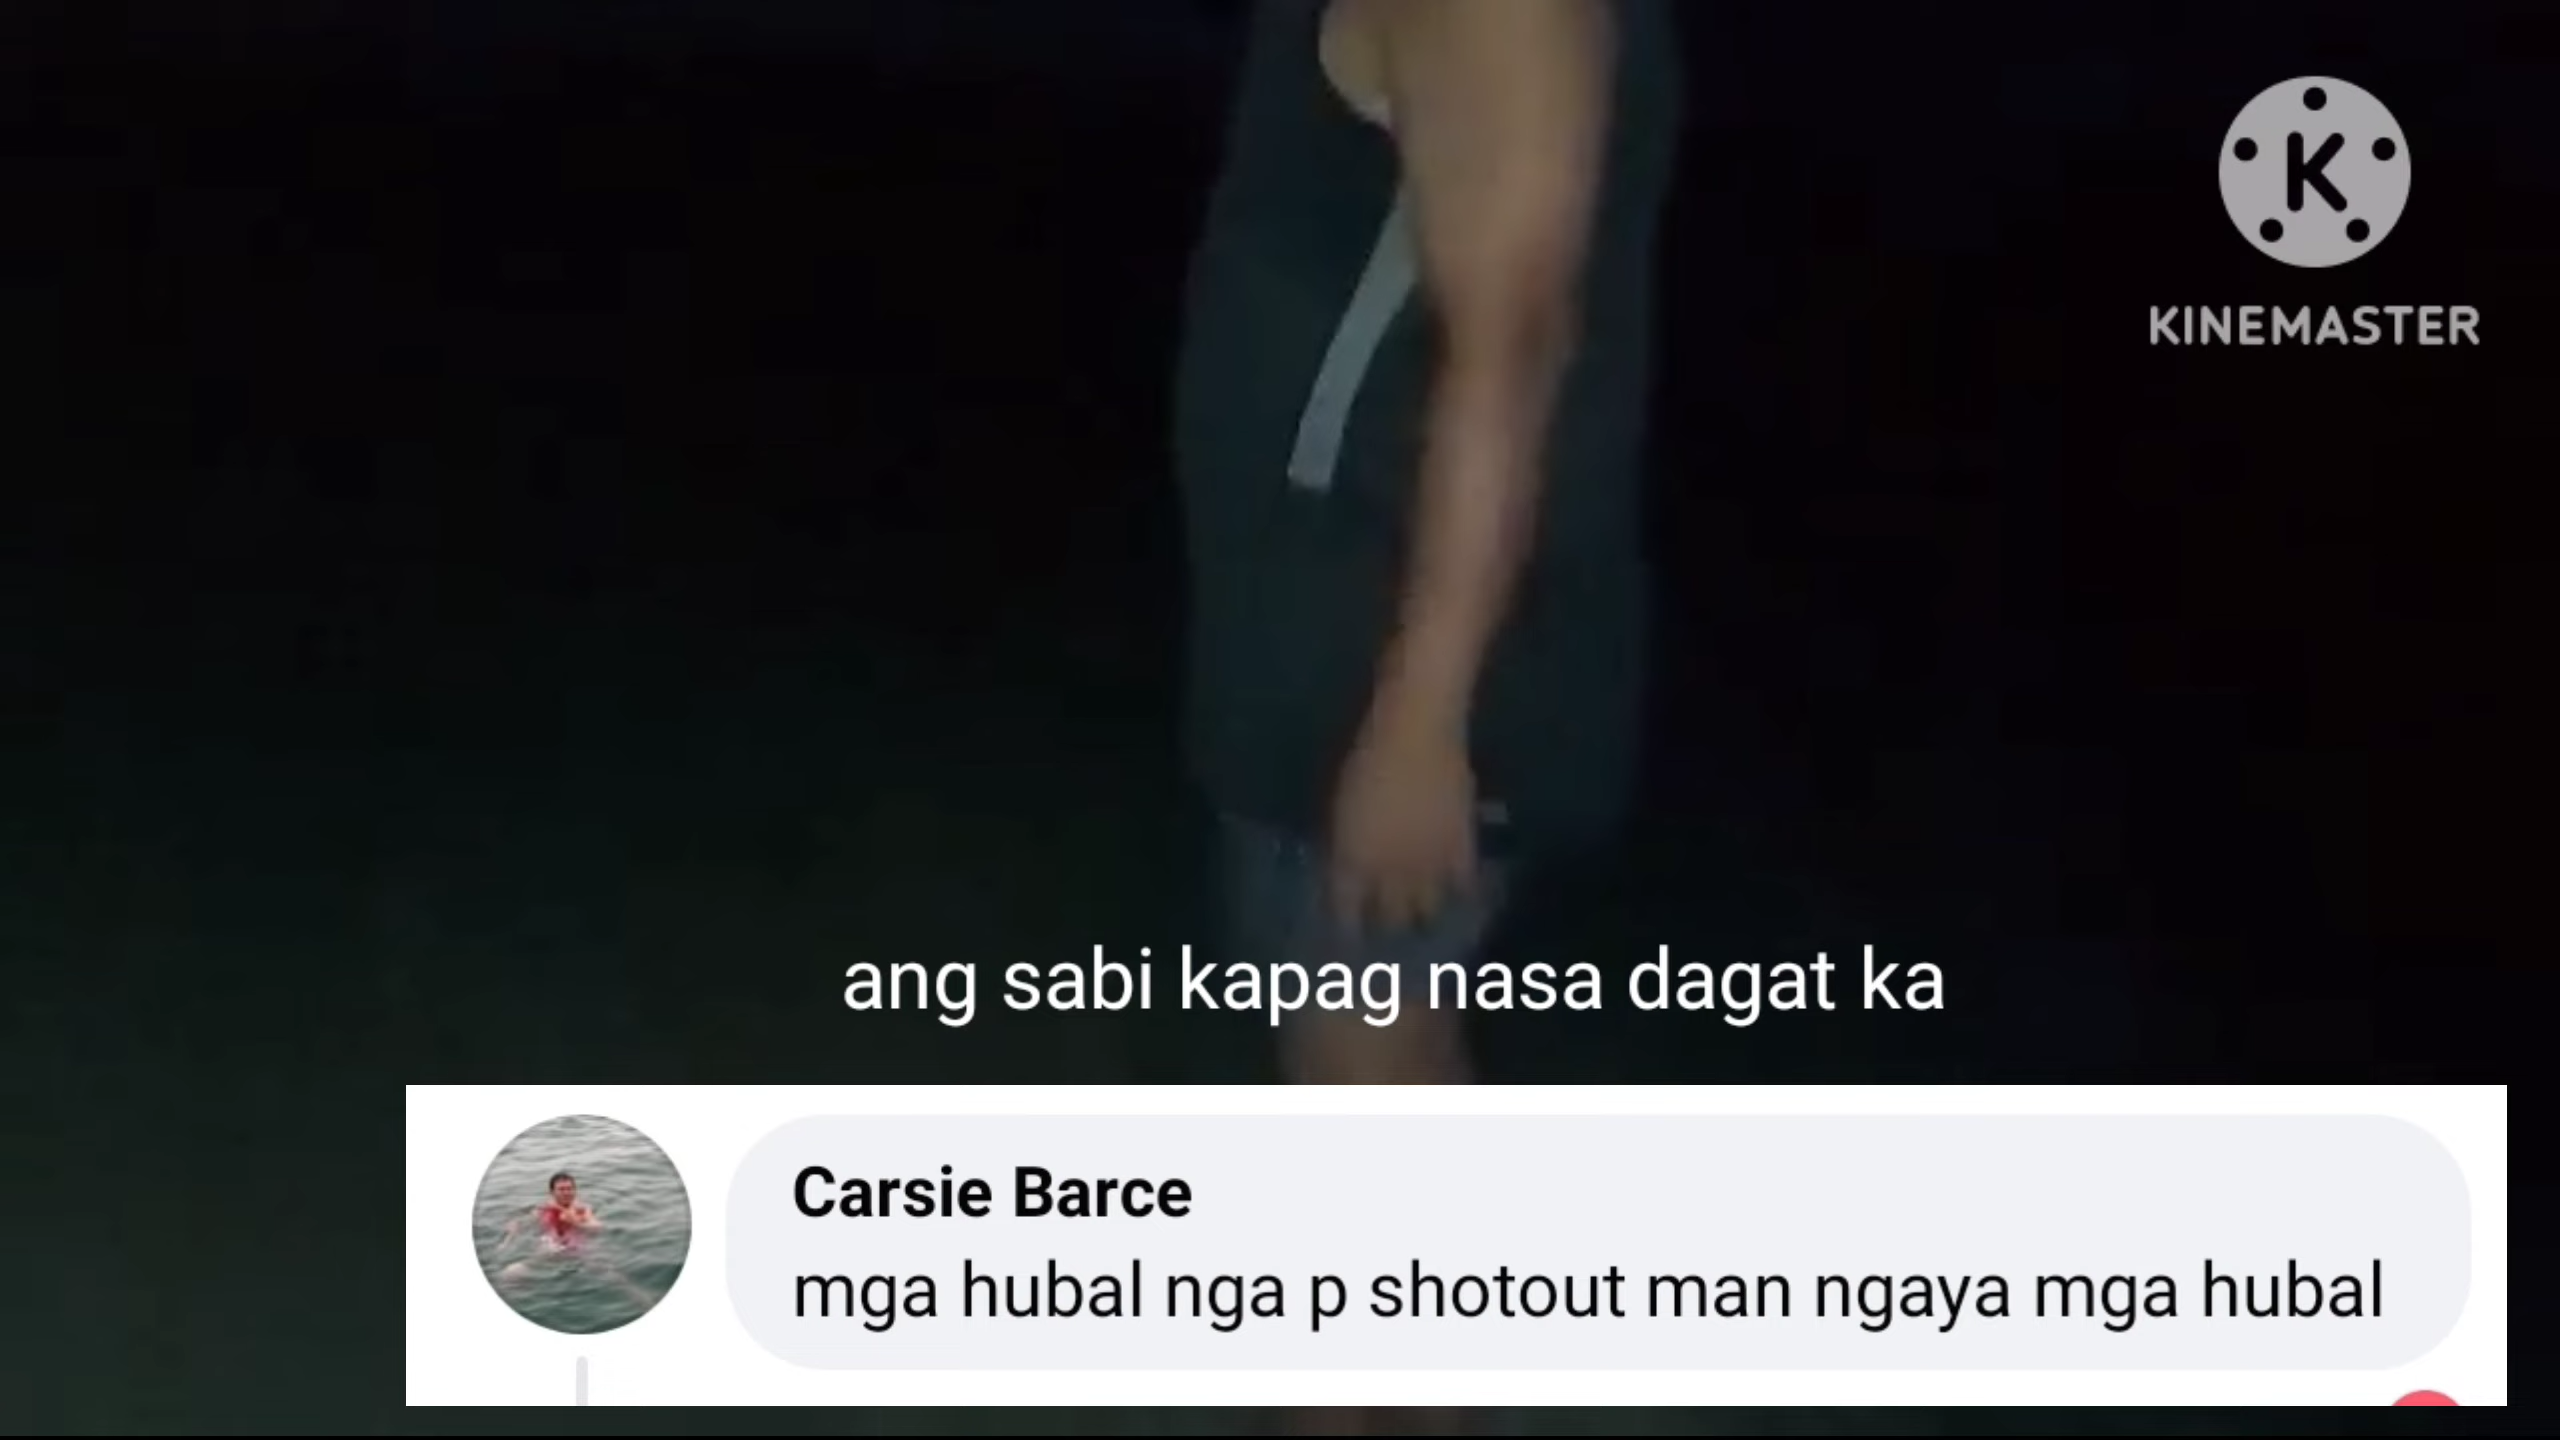 K
KINEMASTER
ang sabi kapag nasa dagat ka
Carsie Barce
mga hubal nga p shotout man ngaya mga hubal